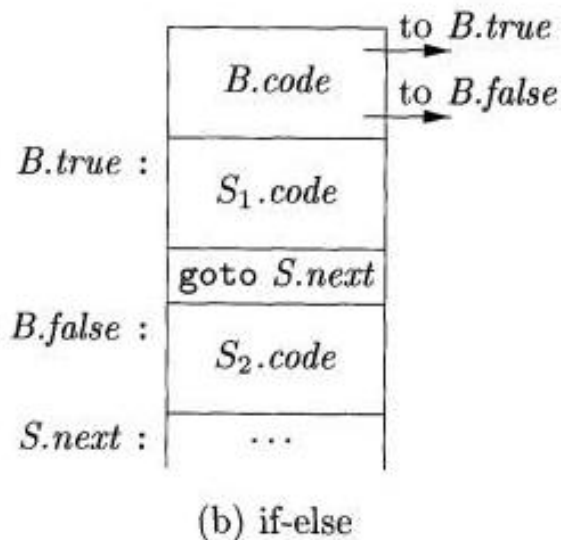 to B.true
B.code
to B.false
B.true :
S₁.code
goto S.next
B.false :
S₂.code
S.next : ...
(b) if-else